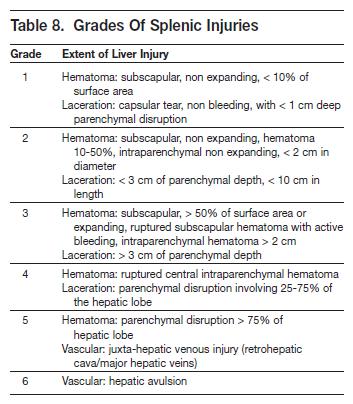 Table 8. Grades Of Splenic Injuries
Grade Extent of Liver Injury
1 Hematoma: subscapular, non expanding, < 10% of
surface area
Laceration: capsular tear, non bleeding, with < 1 cm deep
parenchymal disruption
2 Hematoma: subscapular, non expanding, hematoma
10-50%, intraparenchymal non expanding, < 2 cm in
diameter
Laceration: < 3 cm of parenchymal depth, < 10 cm in
length
3 Hematoma: subscapular, > 50% of surface area or
expanding, ruptured subscapular hematoma with active
bleeding, intraparenchymal hematoma > 2 cm
Laceration: > 3 cm of parenchymal depth
4 Hematoma: ruptured central intraparenchymal hematoma
Laceration: parenchymal disruption involving 25-75% of
the hepatic lobe
5 Hematoma: parenchymal disruption > 75% of
hepatic lobe
Vascular: juxta-hepatic venous injury (retrohepatic
cava/major hepatic veins)
6 Vascular: hepatic avulsion